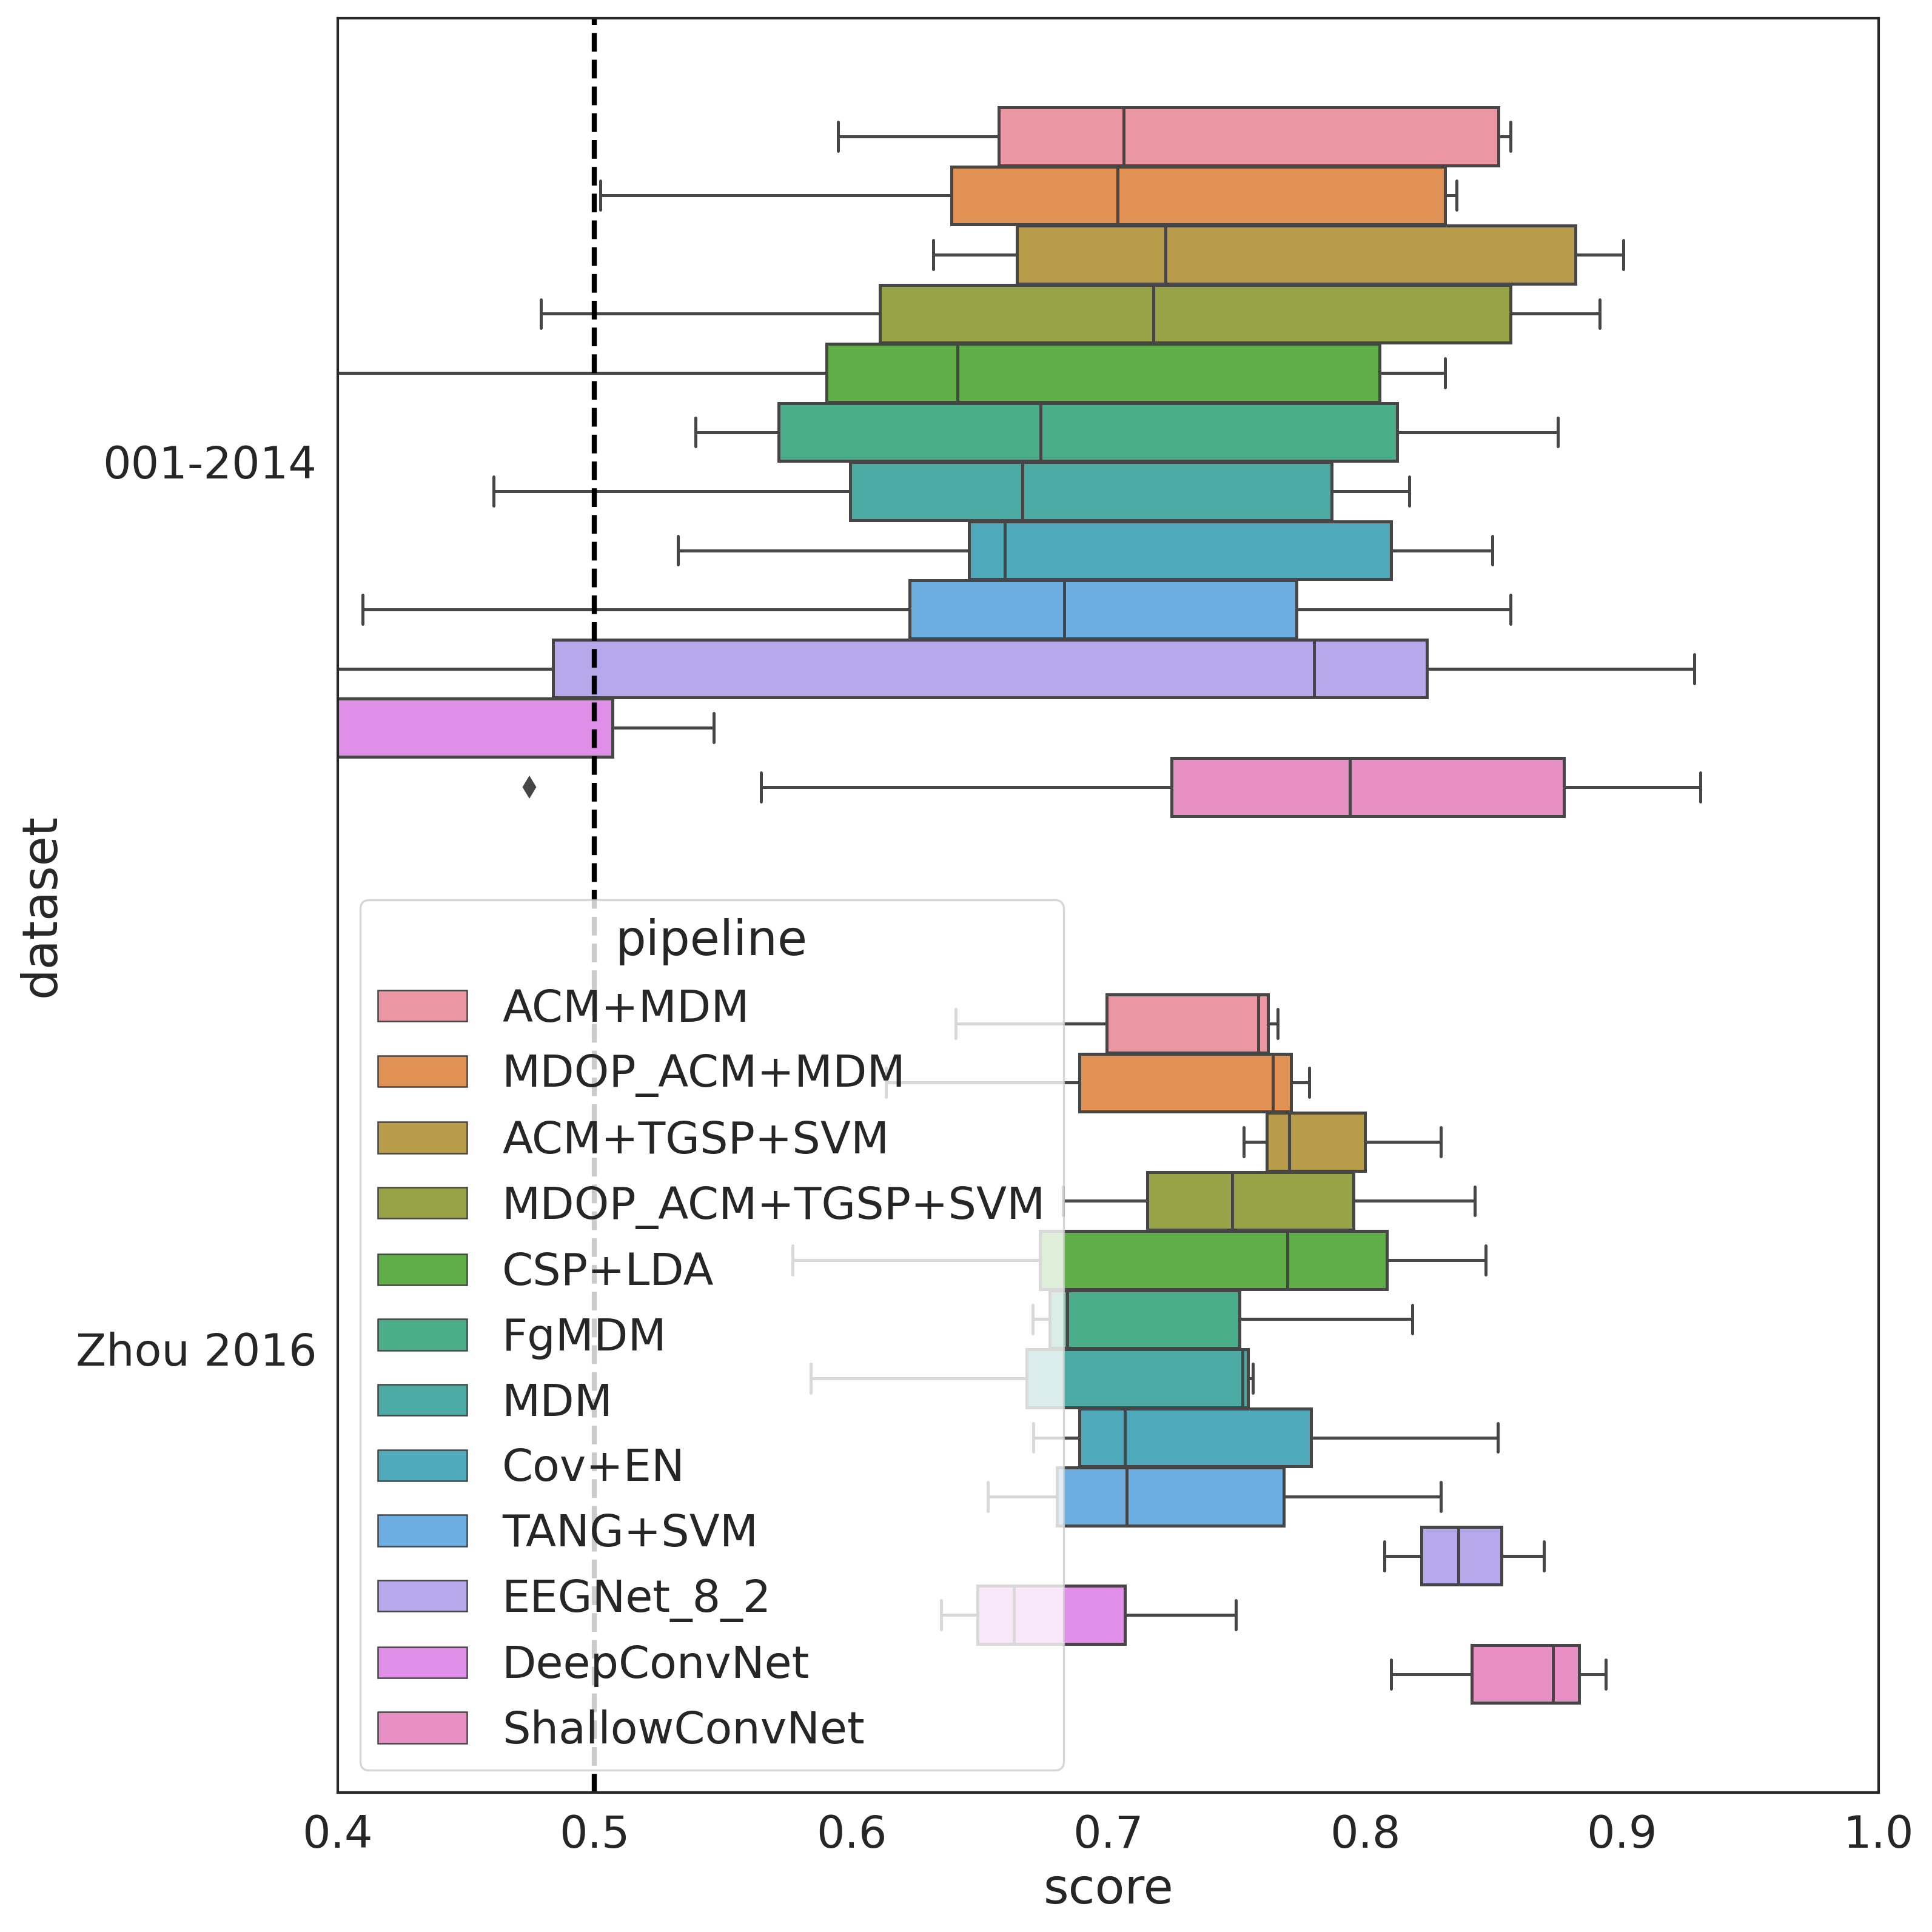 001-2014
dataset
Zhou 2016
pipeline
ACM+MDM
MDOP_ACM+MDM
ACM+TGSP+SVM
MDOP_ACM+TGSP+SVM
CSP+LDA
FgMDM
MDM
Cov+EN
TANG+SVM
EEGNet_8_2
DeepConvNet
ShallowConvNet
0.4 0.5 0.6 0.7 0.8 0.9 1.0
score